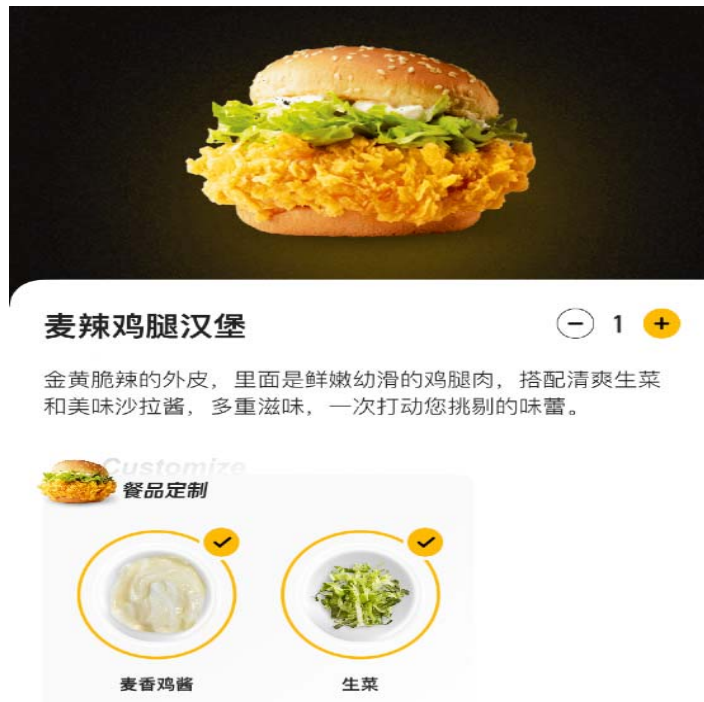 麦辣鸡腿汉堡
1
金黄脆辣的外皮，里面是鲜嫩幼滑的鸡腿肉，搭配清爽生菜
和美味沙拉酱，多重滋味，一次打动您挑剔的味蕾。
Customize
餐品定制
麦香鸡酱
生菜